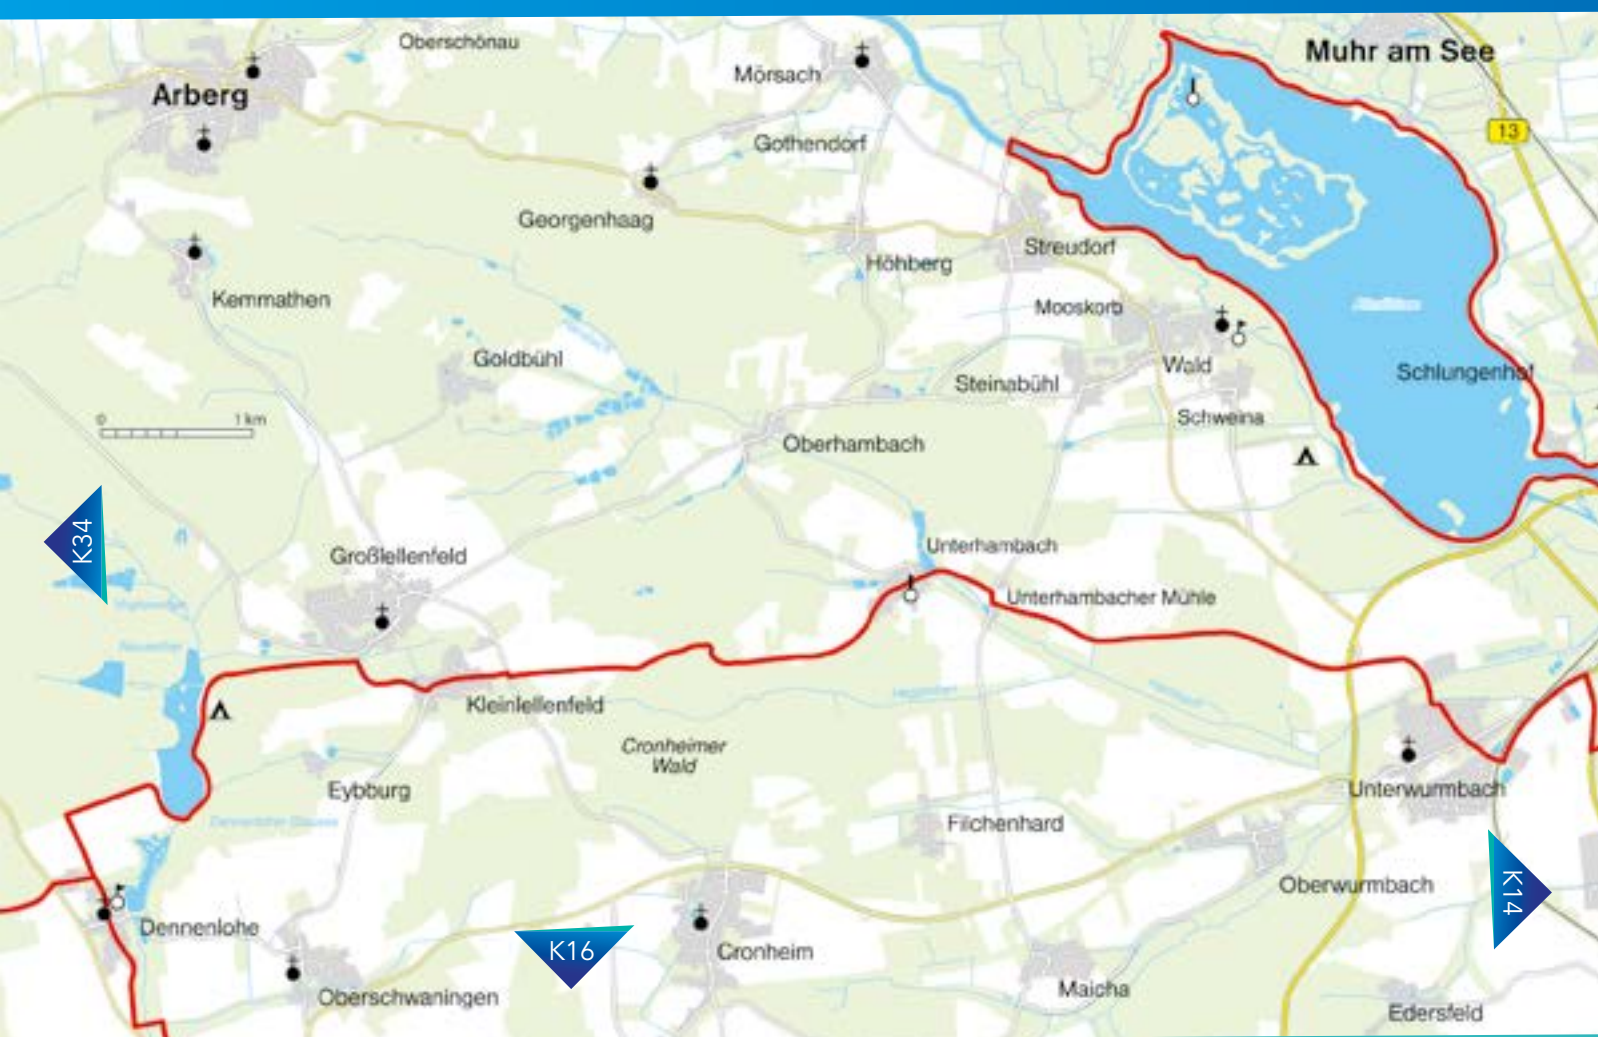 Oberschönau
Muhr am See
Mörsach
Arberg
13
Gothendorf
Georgenhaag
Streudorf
Höhberg
Kemmathen
Mooskorb
Goldbühl
Wald
Schlungenhof
Steinabühl
0 1 km
Schweina
Oberhambach
K34
Großlellenfeld
Unterhambach
Unterhambacher Mühle
Kleinlellenfeld
Cronheimer
Wald
Eybburg
Unterwurmbach
Filchenhard
Oberwurmbach
K14
Dennenlohe
K16
Cronheim
Maicha
Oberschwaningen
Edersfeld